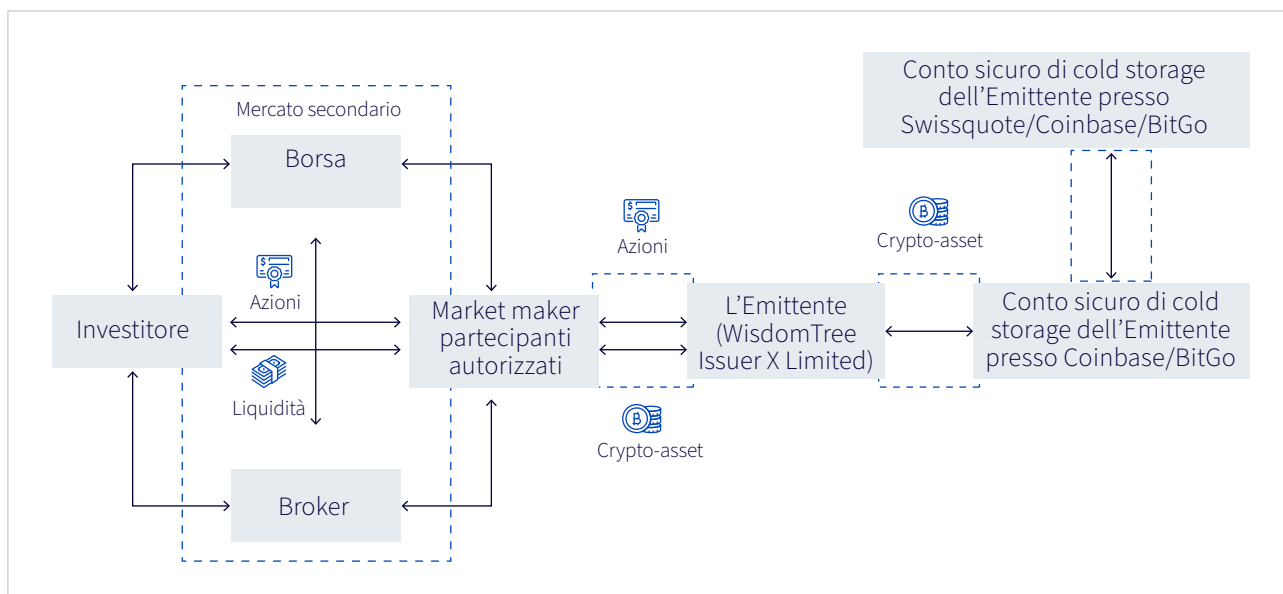 Mercato secondario
Borsa
Conto sicuro di cold storage
dell’Emittente presso
Swissquote/Coinbase/BitGo
Azioni
Azioni
Crypto-asset
Investitore
Market maker
partecipanti
autorizzati
L’Emittente
(WisdomTree
Issuer X Limited)
Conto sicuro di cold
storage dell’Emittente
presso Coinbase/BitGo
Liquidità
Crypto-asset
Broker